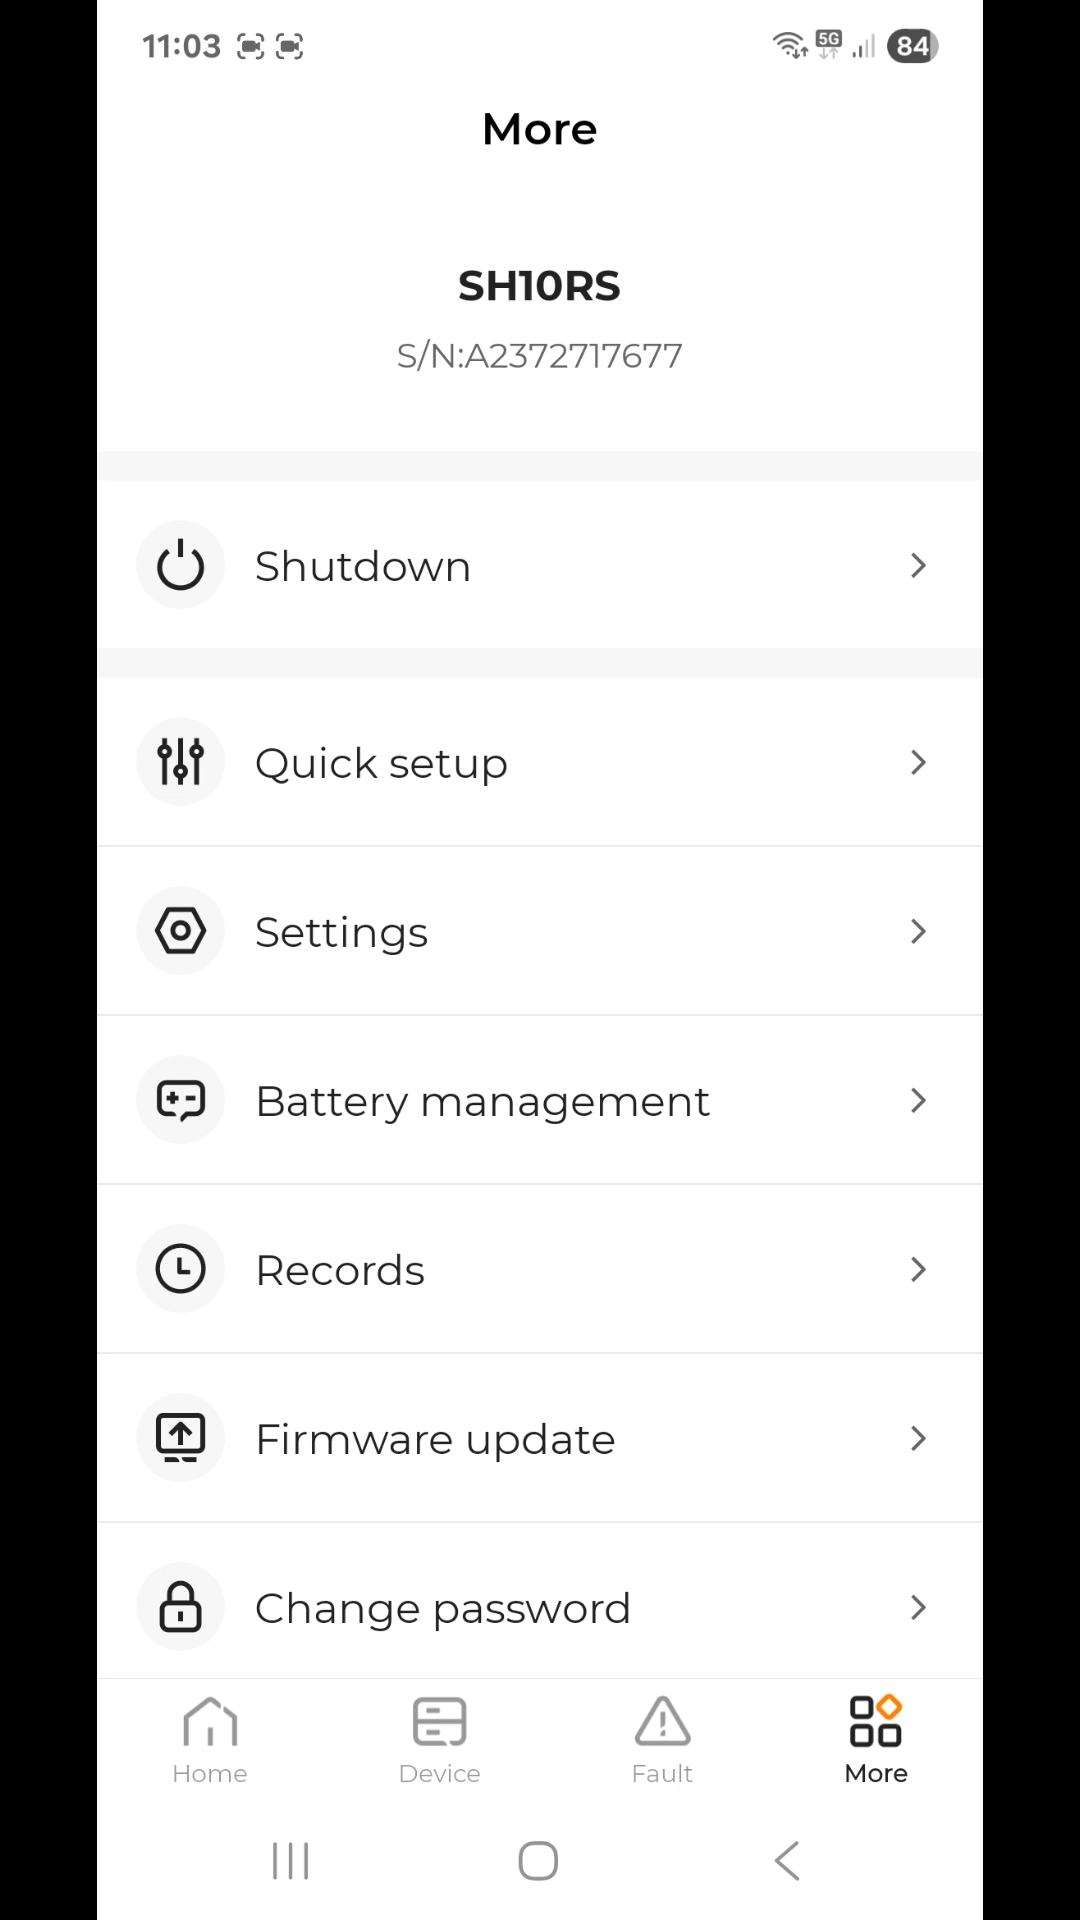 11:03 5G 84
More
SH10RS
S/N:A2372717677
Shutdown
Quick setup
Settings
Battery management
Records
Firmware update
Change password
Home Device Fault More